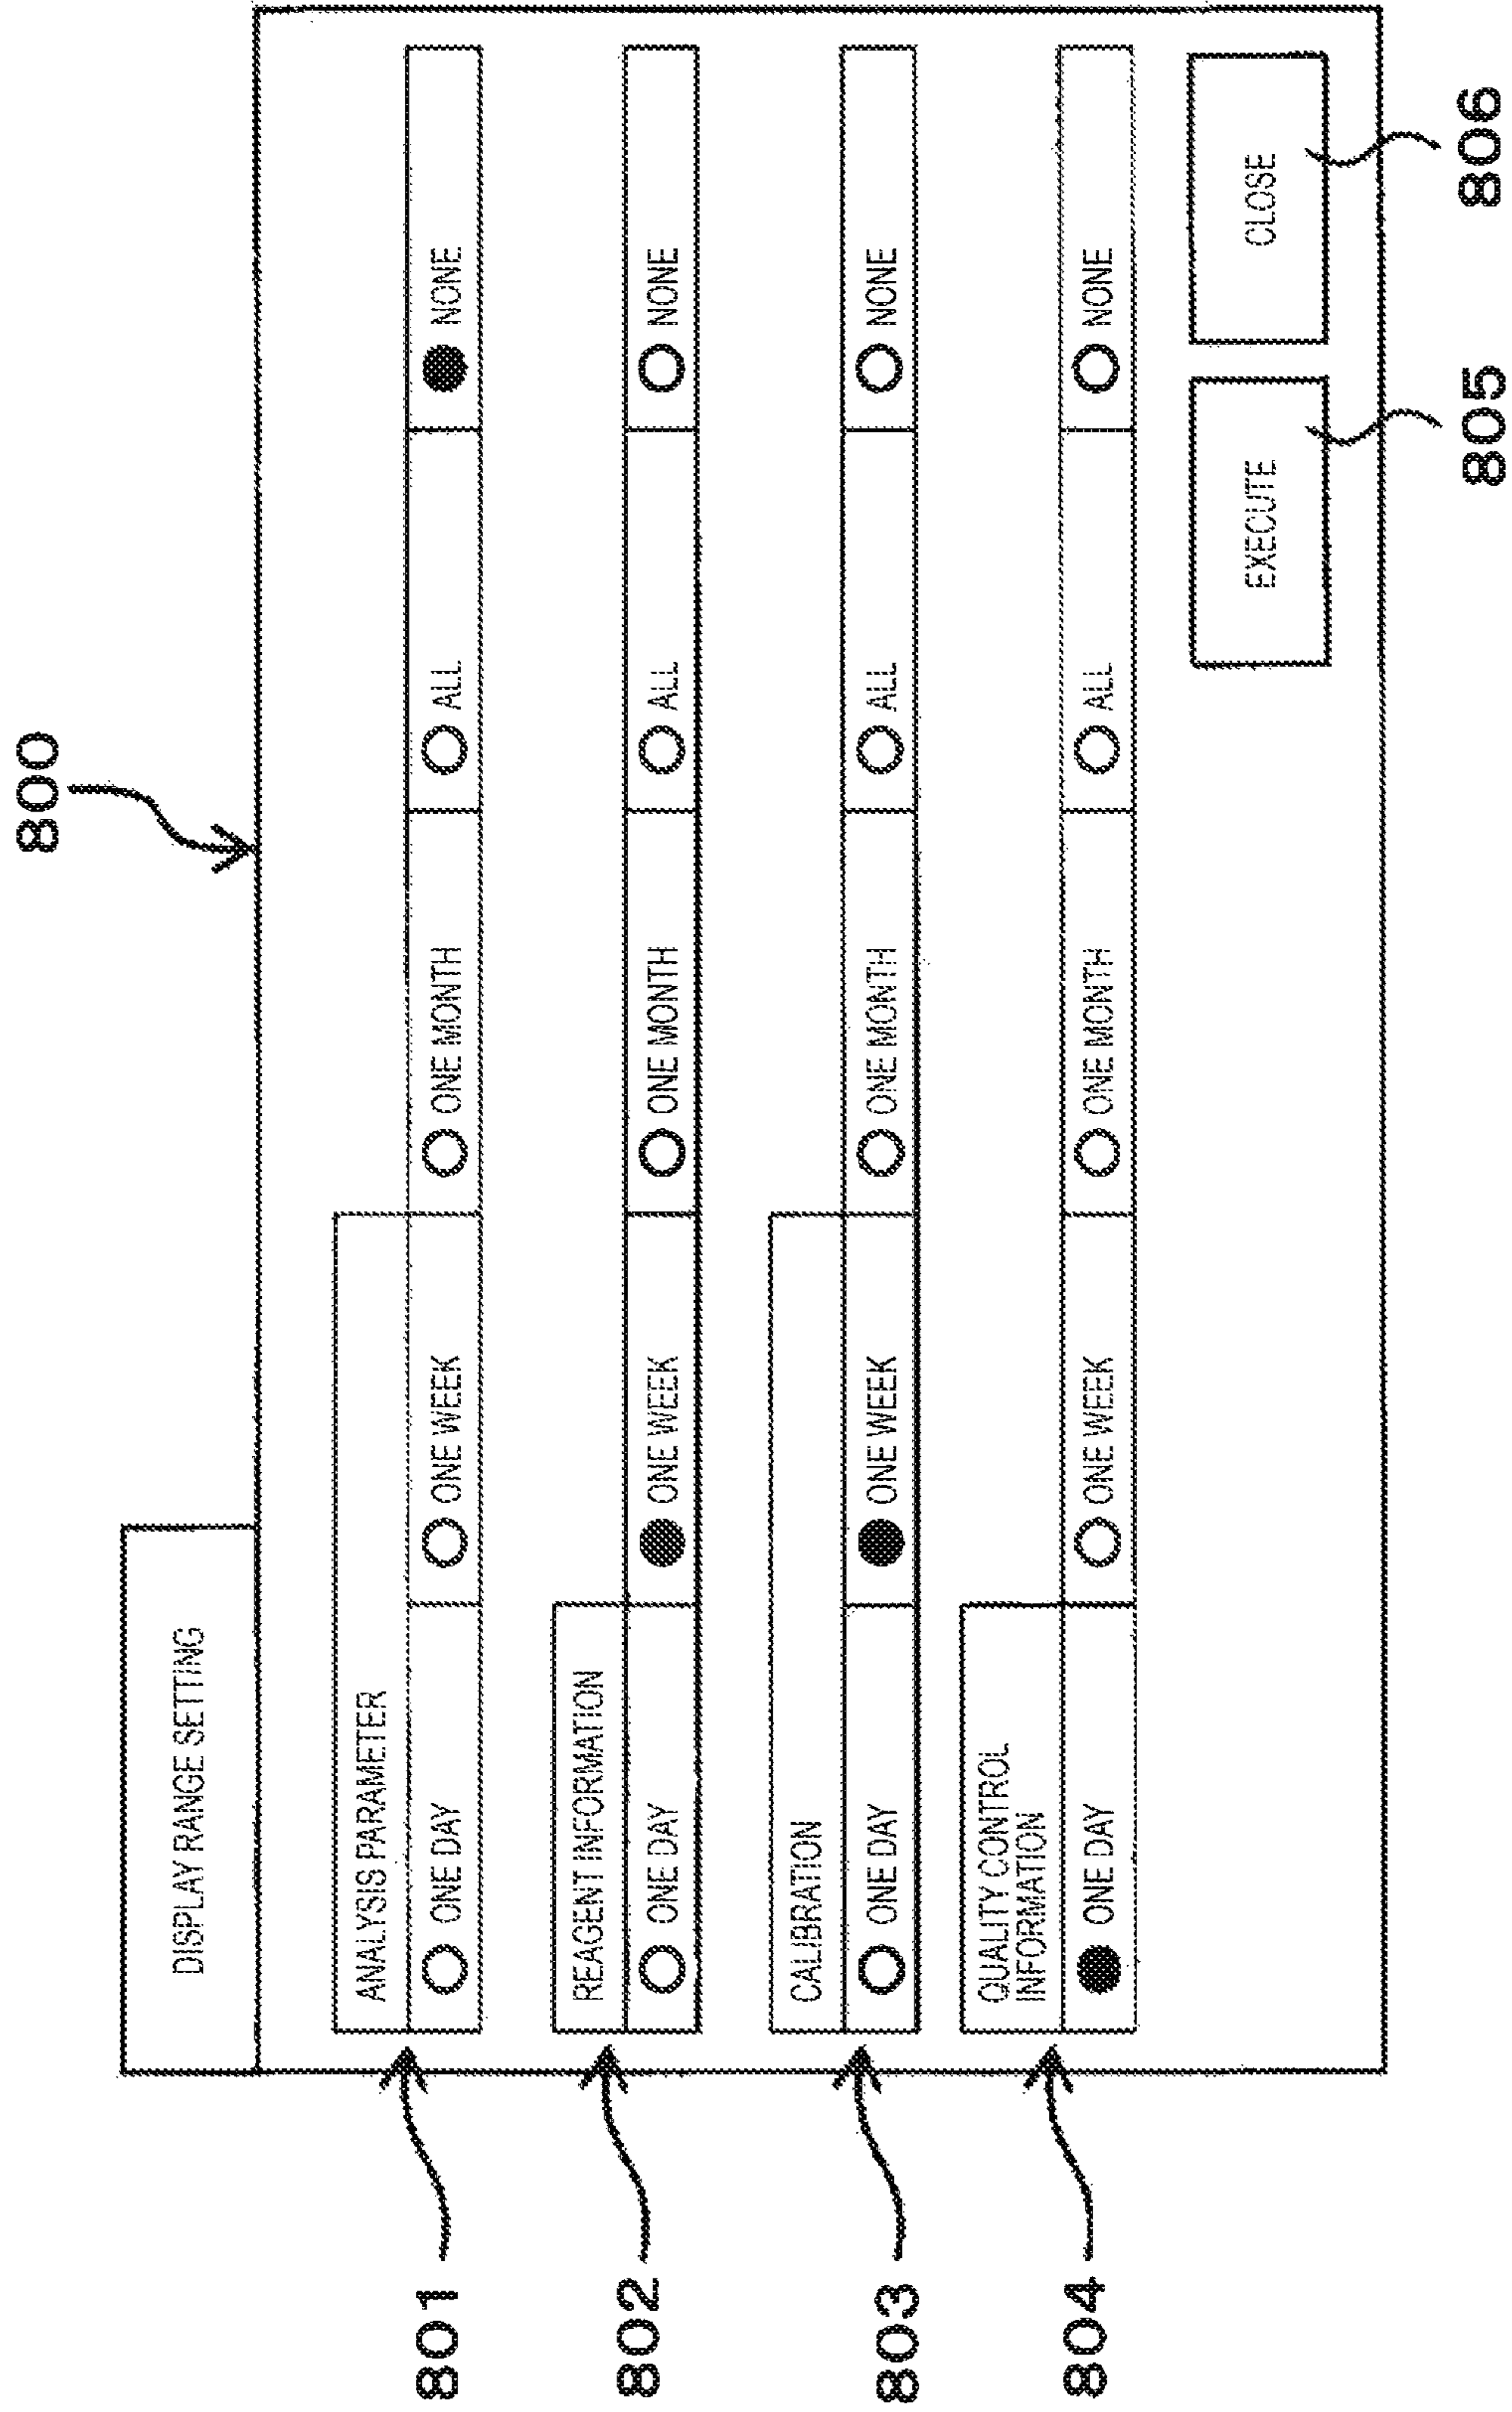 800
DISPLAY RANGE SETTING
801
ANALYSIS PARAMETER
ONE DAY ONE WEEK ONE MONTH ALL NONE
802
REAGENT INFORMATION
ONE DAY ONE WEEK ONE MONTH ALL NONE
803
CALIBRATION
ONE DAY ONE WEEK ONE MONTH ALL NONE
804
QUALITY CONTROL
INFORMATION
ONE DAY ONE WEEK ONE MONTH ALL NONE
EXECUTE CLOSE
805 806